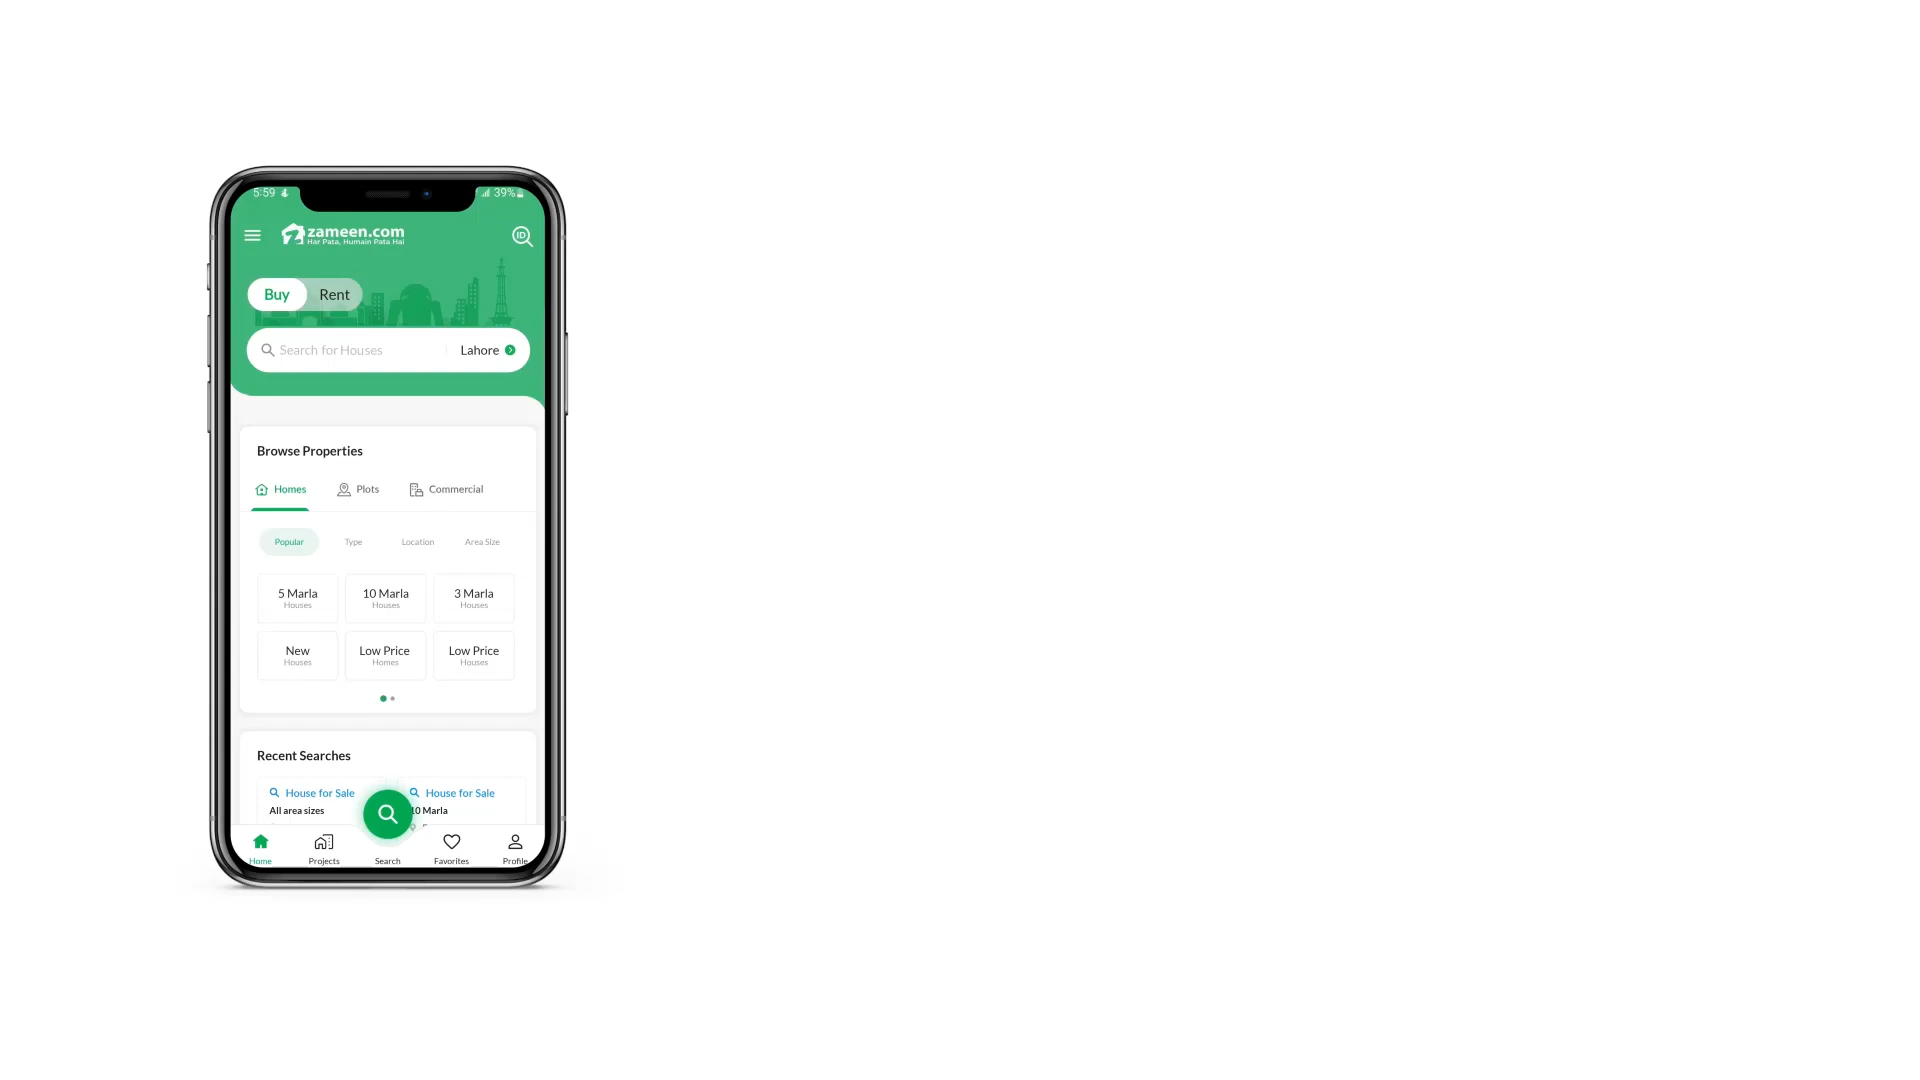 5:59
39%
zameen.com
Har Pata, Humain Pata Hai
ID
Buy Rent
Search for Houses Lahore
Browse Properties
Homes Plots Commercial
Popular Type Location Area Size
5 Marla 10 Marla 3 Marla
Houses Houses Houses
New Low Price Low Price
Houses Homes Houses
Recent Searches
House for Sale House for Sale
All area sizes 10 Marla
Home Projects Search Favorites Profile